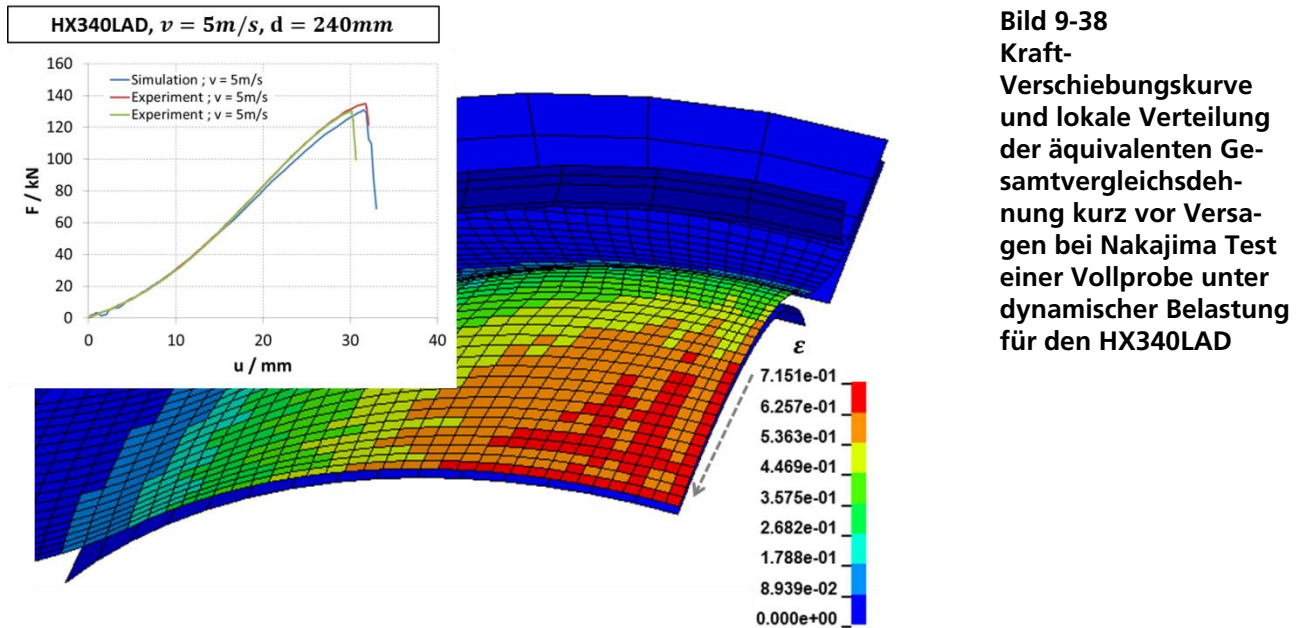 HX340LAD, v = 5m/s, d = 240mm
160
140
120
100
80
60
40
20
0
F / kN
Simulation ; v = 5m/s
Experiment ; v = 5m/s
Experiment ; v = 5m/s
0 10 20 30 40
u / mm
ε
7.151e-01
6.257e-01
5.363e-01
4.469e-01
3.575e-01
2.682e-01
1.788e-01
8.939e-02
0.000e+00
Bild 9-38
Kraft-
Verschiebungskurve
und lokale Verteilung
der äquivalenten Ge-
samtvergleichsdeh-
nung kurz vor Versa-
gen bei Nakajima Test
einer Vollprobe unter
dynamischer Belastung
für den HX340LAD